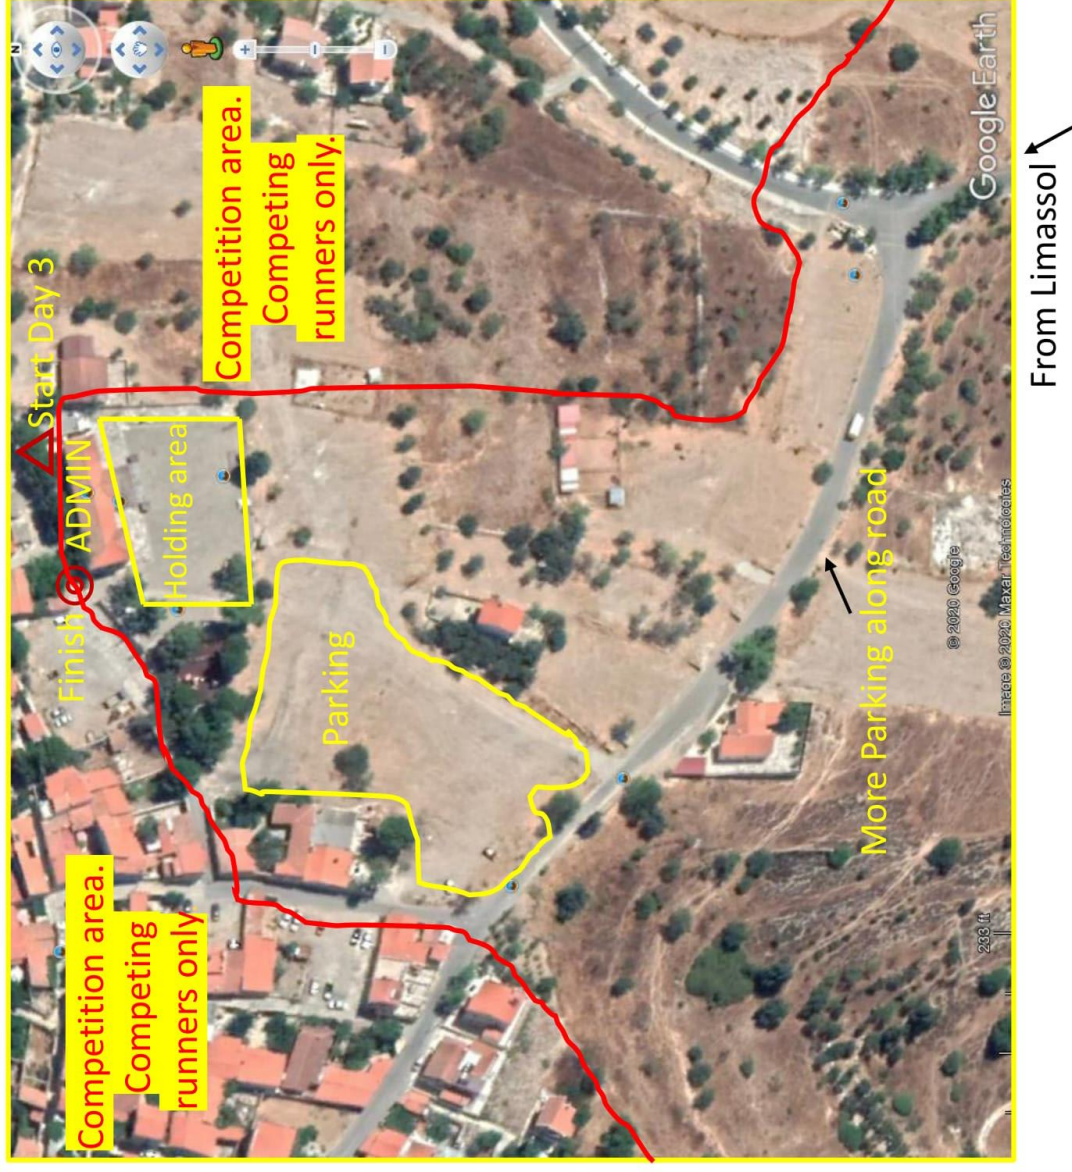 N
Start Day 3
Finish
ADMIN
Holding area
Parking
Competition area.
Competing
runners only.
Competition area.
Competing
runners only
More Parking along road
233 ft
© 2020 Google
Image © 2020 Maxar Technologies
Google Earth
From Limassol